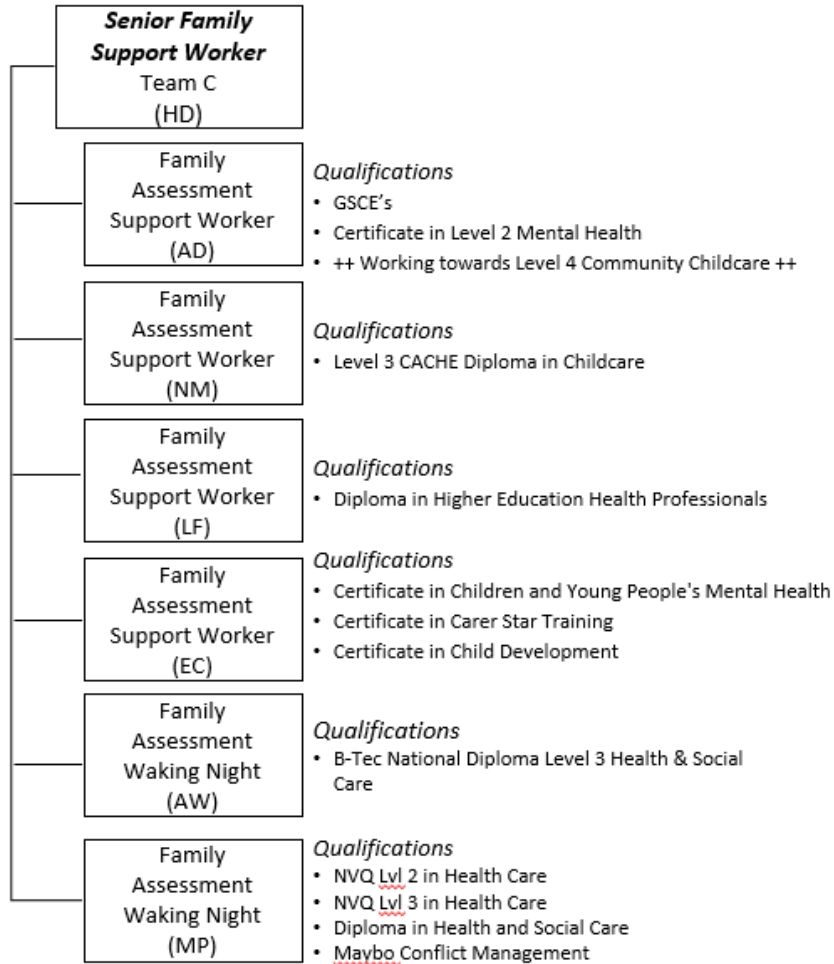 Senior Family
Support Worker
Team C
(HD)
Family
Assessment
Support Worker
(AD)
Qualifications
• GSCE’s
• Certificate in Level 2 Mental Health
• ++ Working towards Level 4 Community Childcare ++
Family
Assessment
Support Worker
(NM)
Qualifications
• Level 3 CACHE Diploma in Childcare
Family
Assessment
Support Worker
(LF)
Qualifications
• Diploma in Higher Education Health Professionals
Family
Assessment
Support Worker
(EC)
Qualifications
• Certificate in Children and Young People's Mental Health
• Certificate in Carer Star Training
• Certificate in Child Development
Family
Assessment
Waking Night
(AW)
Qualifications
• B-Tec National Diploma Level 3 Health & Social
Care
Family
Assessment
Waking Night
(MP)
Qualifications
• NVQ Lvl 2 in Health Care
• NVQ Lvl 3 in Health Care
• Diploma in Health and Social Care
• Maybo Conflict Management